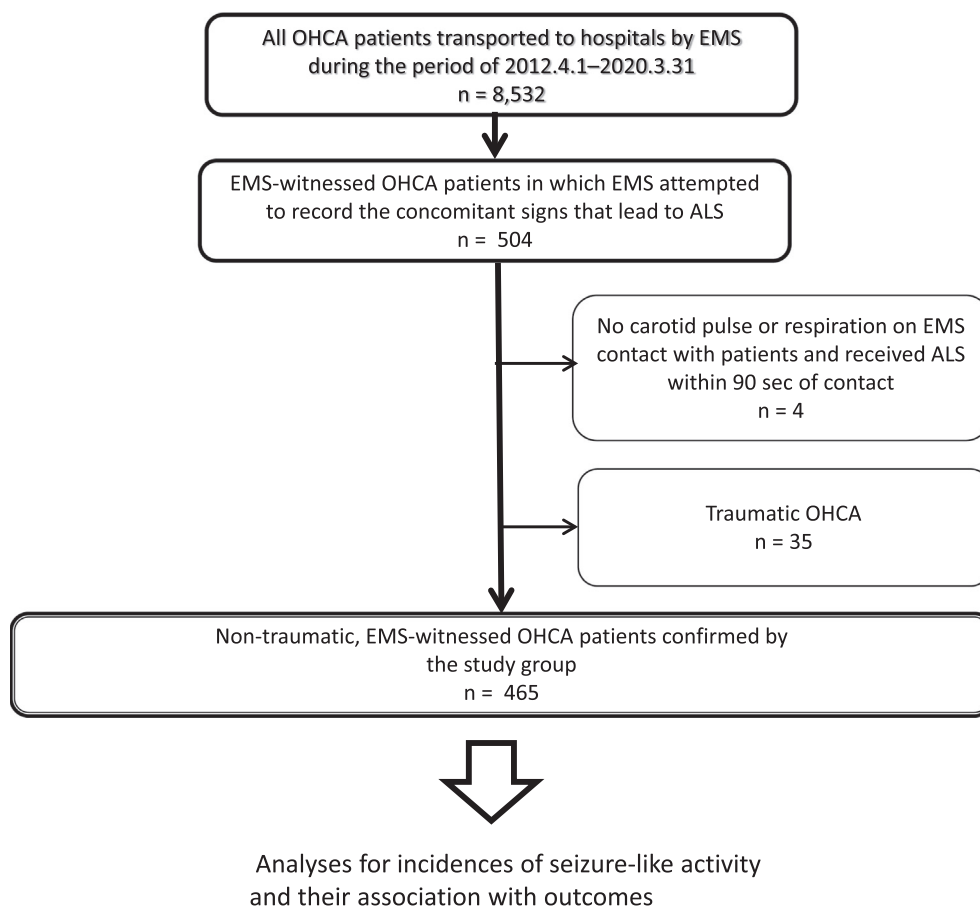 All OHCA patients transported to hospitals by EMS
during the period of 2012.4.1–2020.3.31
n = 8,532
EMS-witnessed OHCA patients in which EMS attempted
to record the concomitant signs that lead to ALS
n = 504
No carotid pulse or respiration on EMS
contact with patients and received ALS
within 90 sec of contact
n = 4
Traumatic OHCA
n = 35
Non-traumatic, EMS-witnessed OHCA patients confirmed by
the study group
n = 465
Analyses for incidences of seizure-like activity
and their association with outcomes